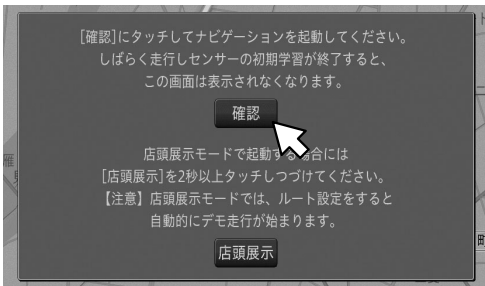 [確認]にタッチしてナビゲーションを起動してください。
しばらく走行しセンサーの初期学習が終了すると、
この画面は表示されなくなります。
確認
店頭展示モードで起動する場合には
[店頭展示]を2秒以上タッチしつづけてください。
【注意】店頭展示モードでは、ルート設定をすると
自動的にデモ走行が始まります。
店頭展示
雁
町